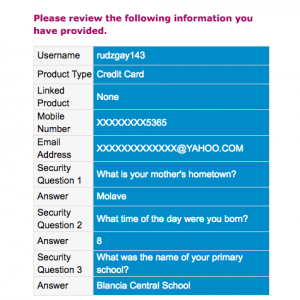 Please review the following information you
have provided.
Username rudzgay143
Product Type Credit Card
Linked
Product None
Mobile
Number XXXXXXXX5365
Email
Address XXXXXXXXXXXXX@YAHOO.COM
Security
Question 1 What is your mother's hometown?
Answer Molave
Security
Question 2 What time of the day were you born?
Answer 8
Security
Question 3 What was the name of your primary
school?
Answer Blancia Central School